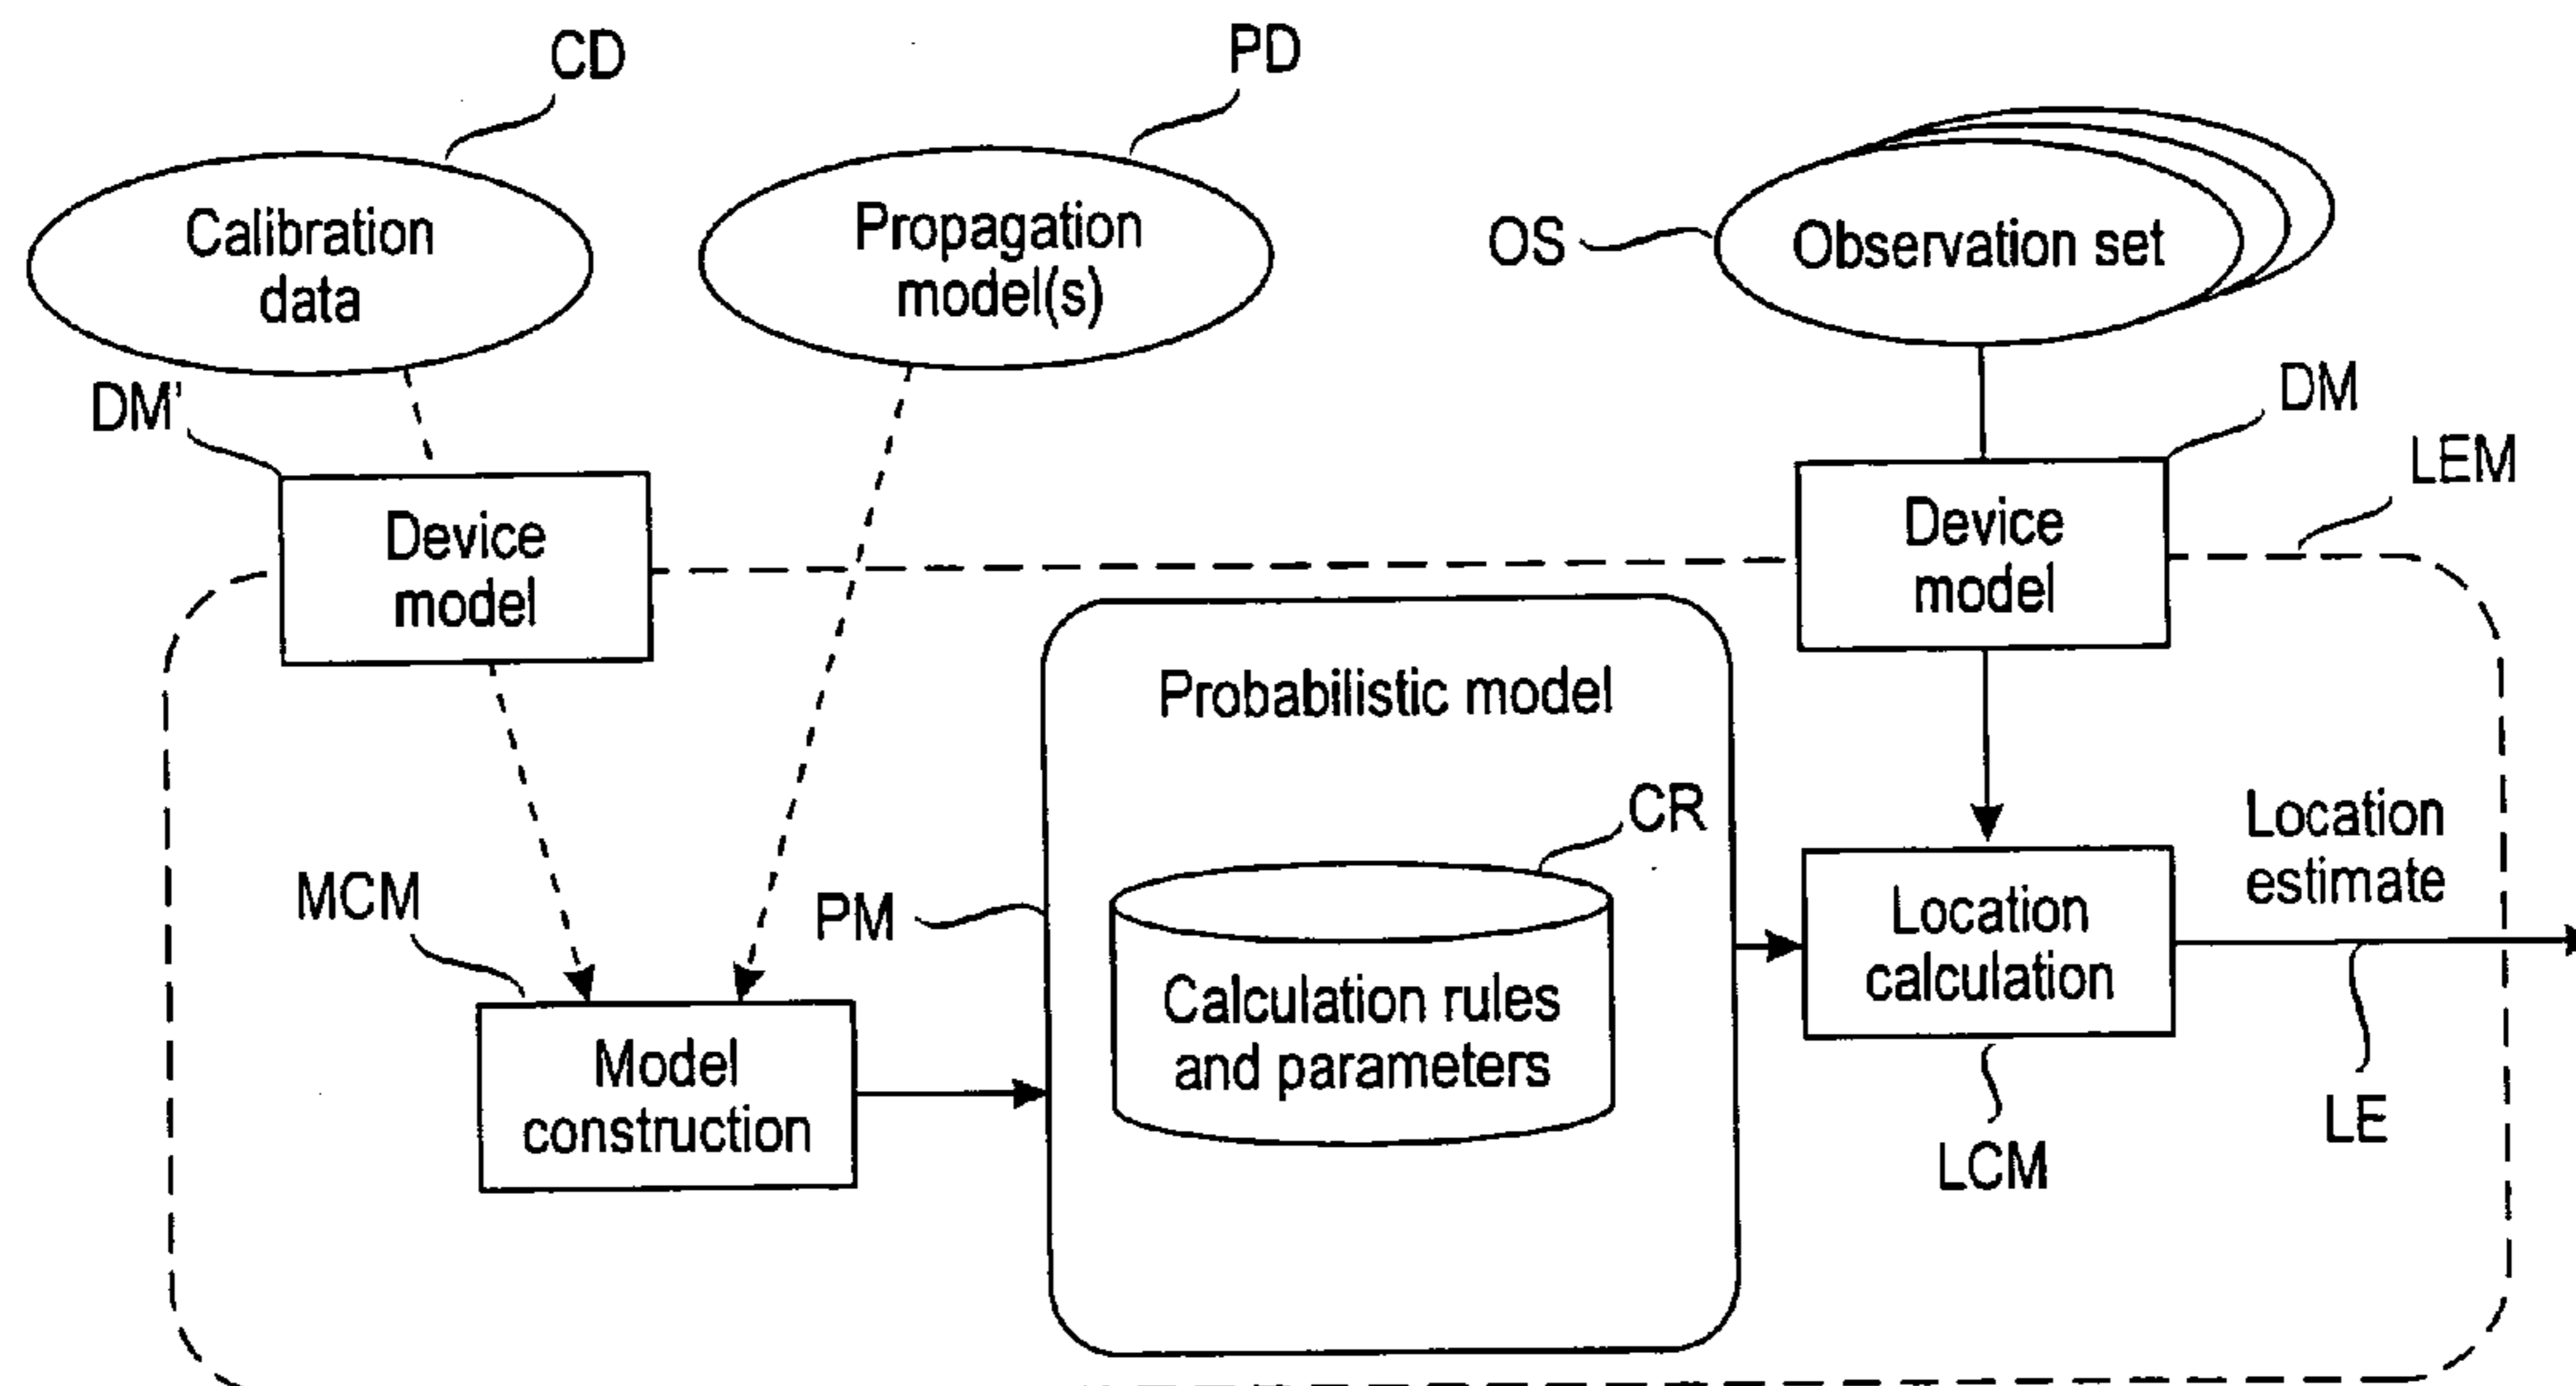 CD
PD
Calibration
data
Propagation
model(s)
OS
Observation set
DM'
DM
LEM
Device
model
Device
model
Probabilistic model
CR
Location
estimate
MCM
PM
Location
calculation
Calculation rules
and parameters
Model
construction
LCM
LE